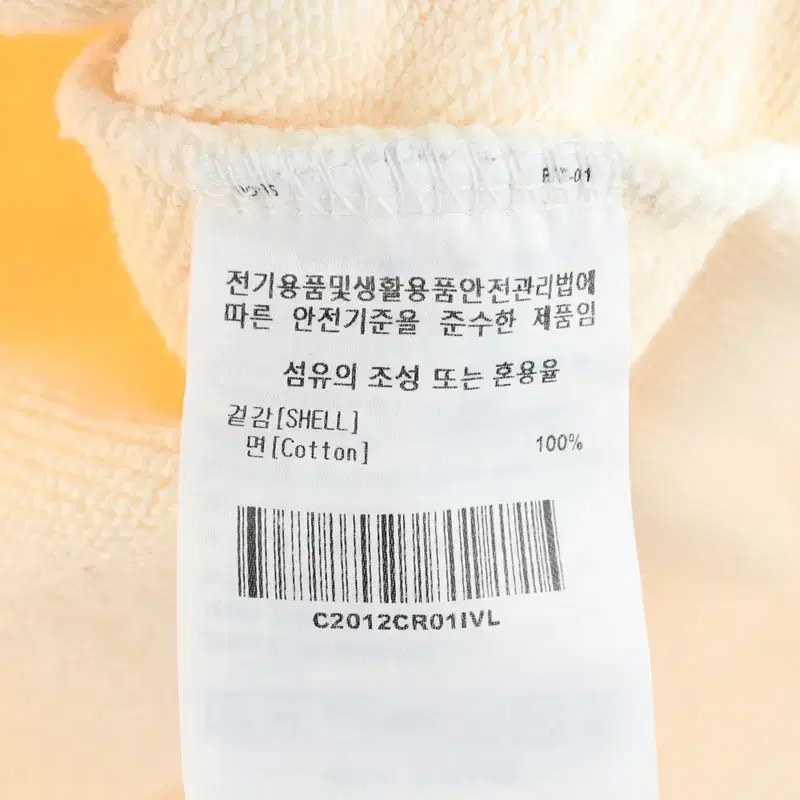 전기용품및생활용품안전관리법에
따른 안전기준을 준수한 제품임
섬유의 조성 또는 혼용율
겉감[SHELL]
면[Cotton] 100%
C2012CR01IVL